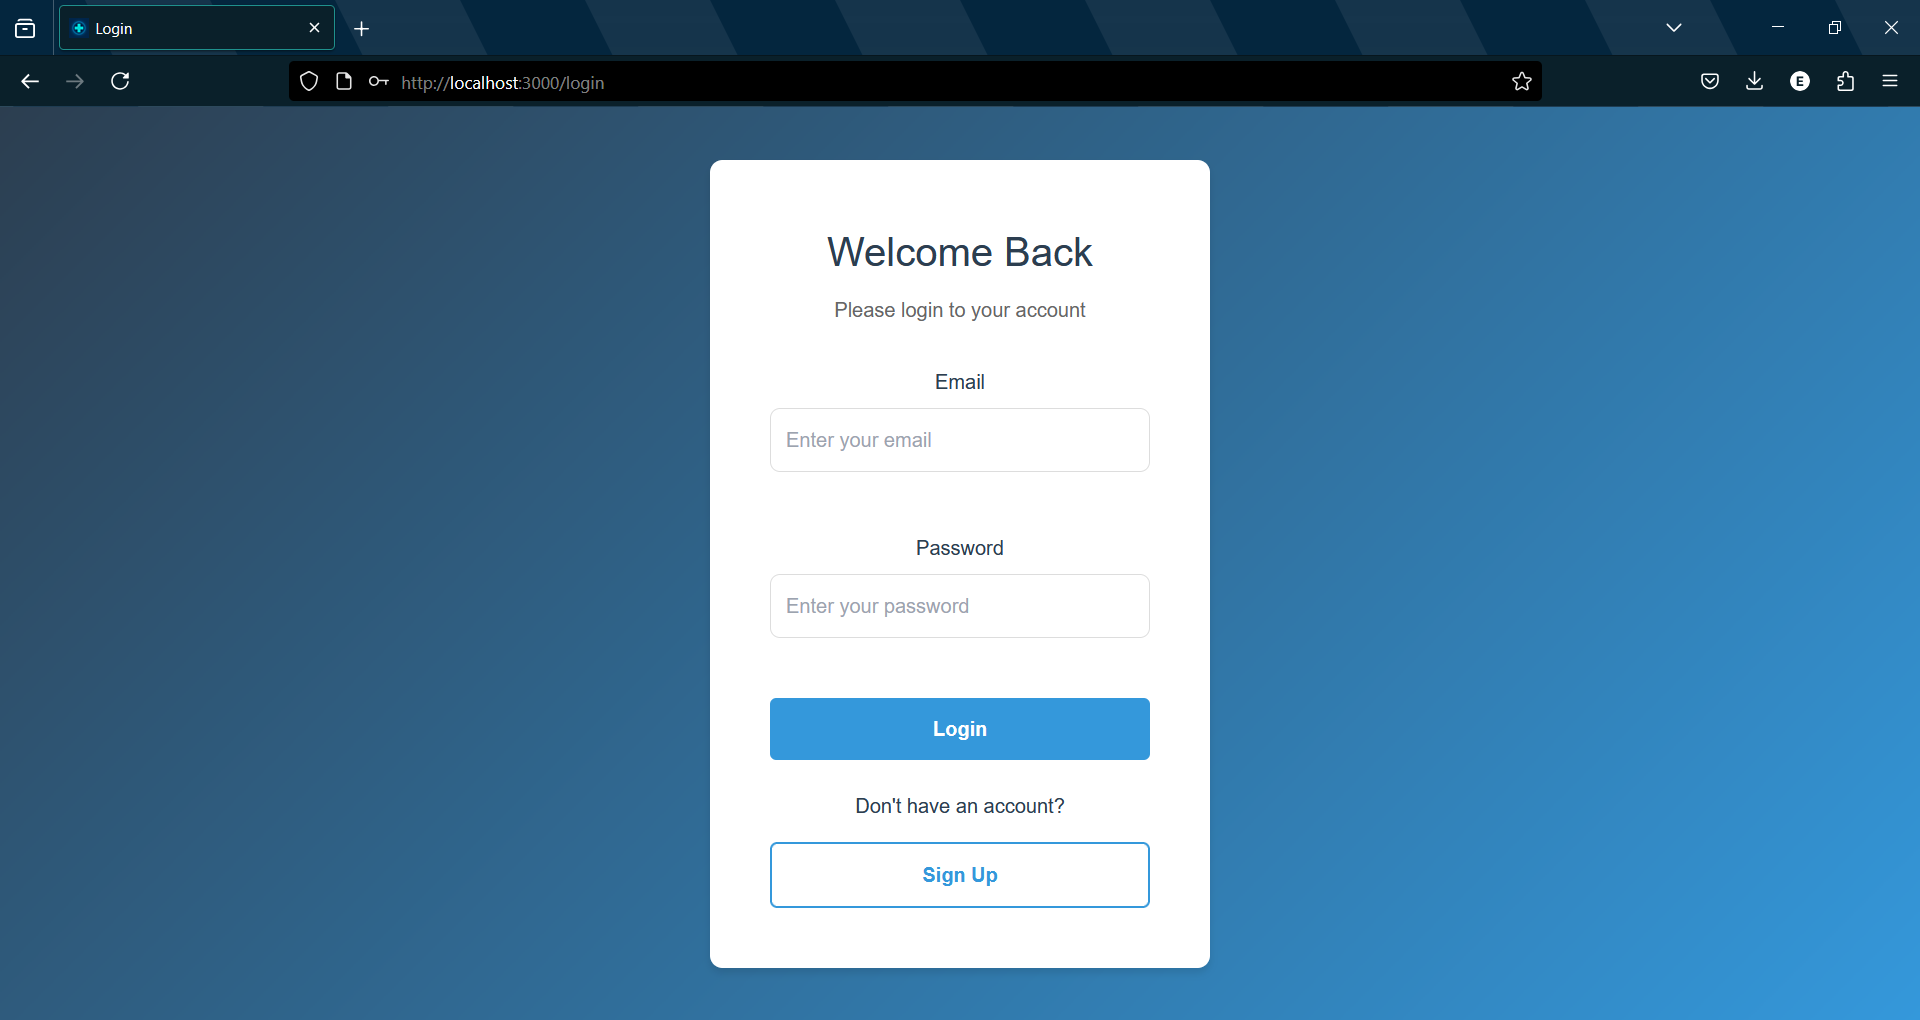 Login
http://localhost:3000/login
E
Welcome Back
Please login to your account
Email
Enter your email
Password
Enter your password
Login
Don't have an account?
Sign Up